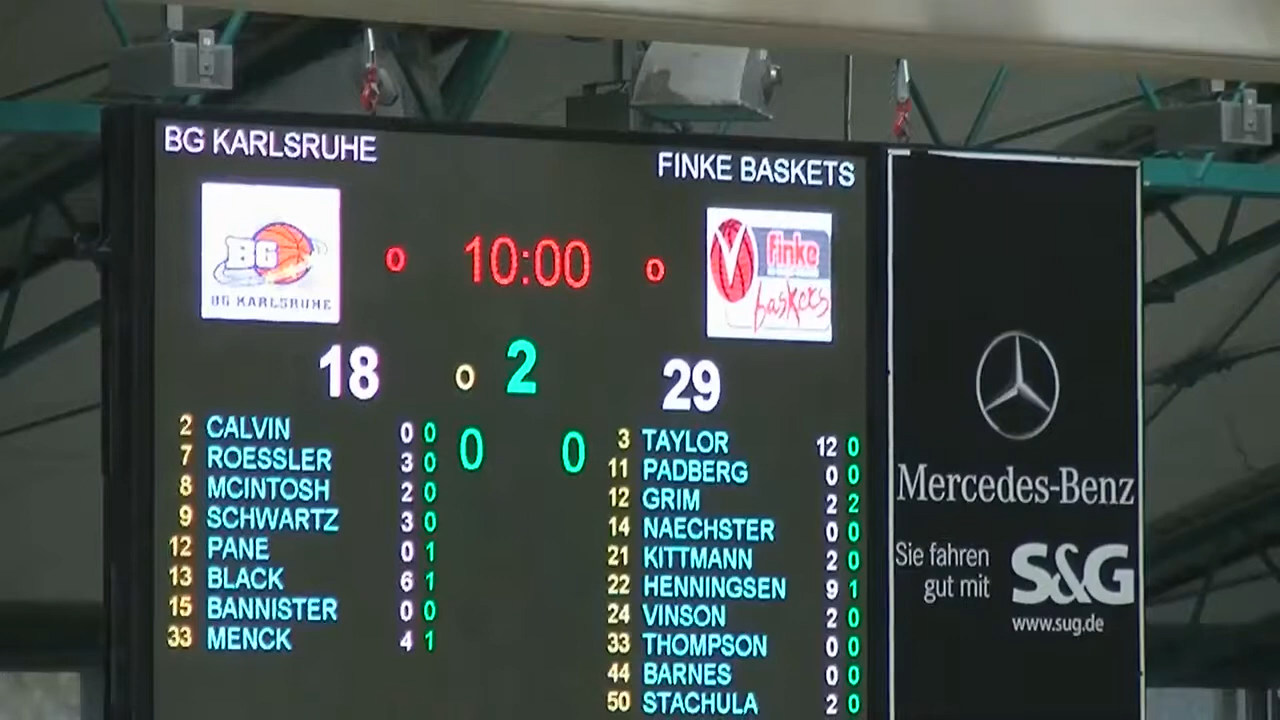 BG KARLSRUHE
FINKE BASKETS
BG
BG KARLSRUHE
o 10:00 o
finke
baskets
18 o 2 29
0 0
2 CALVIN 0 0
7 ROESSLER 3 0
8 MCINTOSH 2 0
9 SCHWARTZ 3 0
12 PANE 0 1
13 BLACK 6 1
15 BANNISTER 0 0
33 MENCK 4 1
3 TAYLOR 12 0
11 PADBERG 0 0
12 GRIM 2 2
14 NAECHSTER 0 0
21 KITTMANN 2 0
22 HENNINGSEN 9 1
24 VINSON 2 0
33 THOMPSON 0 0
44 BARNES 0 0
50 STACHULA 2 0
Mercedes-Benz
Sie fahren
gut mit
S&G
www.sug.de